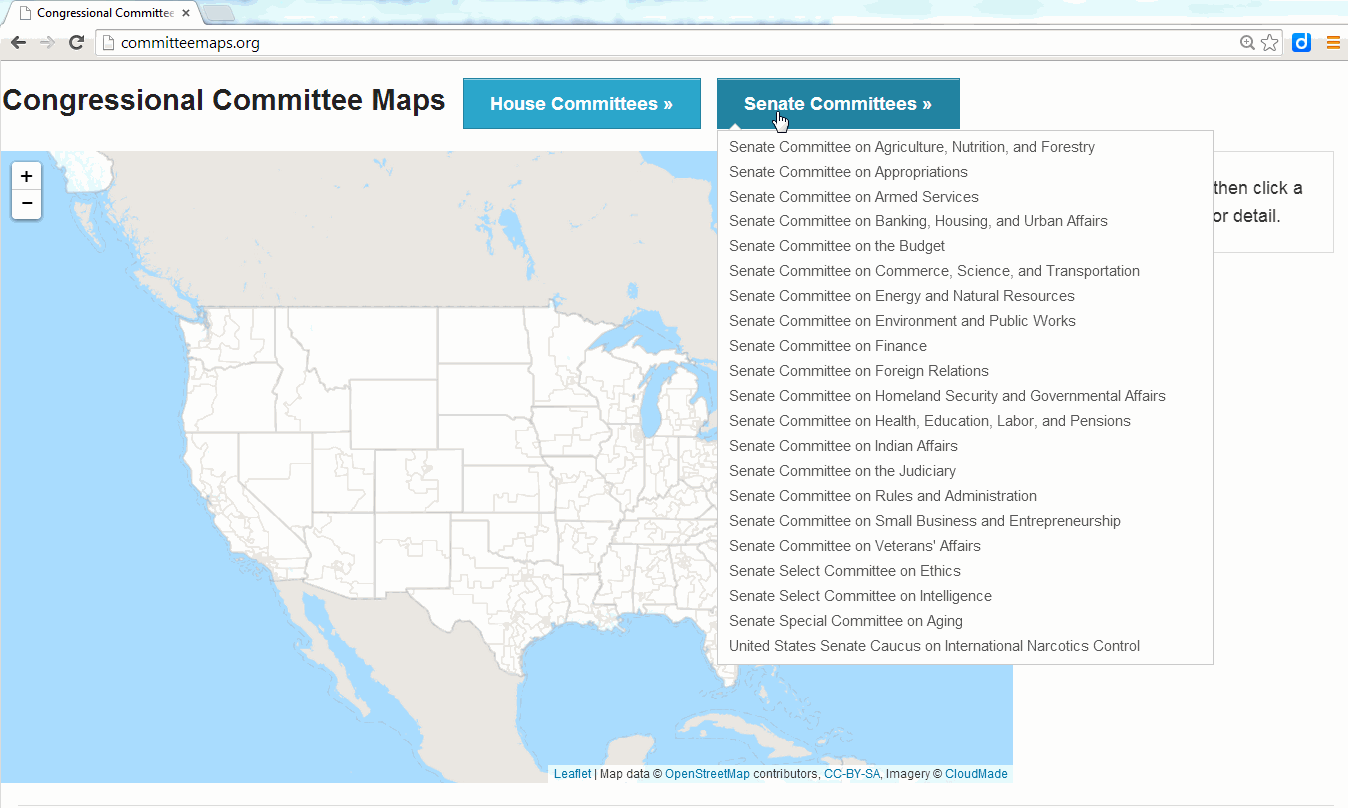 Congressional Committee
committeemaps.org
Congressional Committee Maps
House Committees »
Senate Committees »
Senate Committee on Agriculture, Nutrition, and Forestry
Senate Committee on Appropriations
Senate Committee on Armed Services
Senate Committee on Banking, Housing, and Urban Affairs
Senate Committee on the Budget
Senate Committee on Commerce, Science, and Transportation
Senate Committee on Energy and Natural Resources
Senate Committee on Environment and Public Works
Senate Committee on Finance
Senate Committee on Foreign Relations
Senate Committee on Homeland Security and Governmental Affairs
Senate Committee on Health, Education, Labor, and Pensions
Senate Committee on Indian Affairs
Senate Committee on the Judiciary
Senate Committee on Rules and Administration
Senate Committee on Small Business and Entrepreneurship
Senate Committee on Veterans' Affairs
Senate Select Committee on Ethics
Senate Select Committee on Intelligence
Senate Special Committee on Aging
United States Senate Caucus on International Narcotics Control
then click a
or detail.
+
−
Leaflet | Map data © OpenStreetMap contributors, CC-BY-SA, Imagery © CloudMade